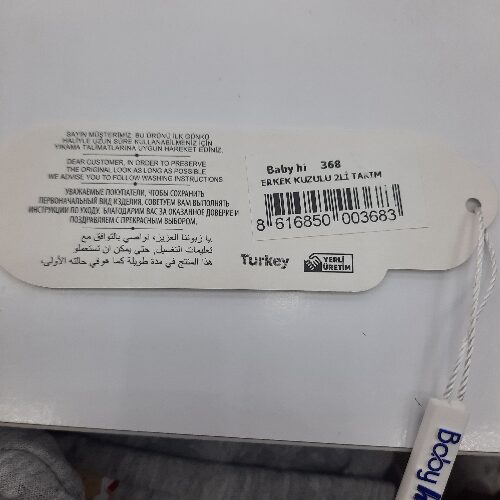 SAYIN MÜŞTERİMİZ, BU ÜRÜNÜ İLK GÜNKÜ
HALİYLE UZUN SÜRE KULLANABİLMENİZ İÇİN
YIKAMA TALİMATLARINA UYGUN HAREKET EDİNİZ.
DEAR CUSTOMER, IN ORDER TO PRESERVE
THE ORIGINAL LOOK AS LONG AS POSSIBLE
WE ADVISE YOU TO FOLLOW WASHING INSTRUCTIONS
УВАЖАЕМЫЕ ПОКУПАТЕЛИ, ЧТОБЫ СОХРАНИТЬ
ПЕРВОНАЧАЛЬНЫЙ ВИД ИЗДЕЛИЯ, СОВЕТУЕМ ВАМ ВЫПОЛНЯТЬ
ИНСТРУКЦИИ ПО УХОДУ. БЛАГОДАРИМ ВАС ЗА ОКАЗАННОЕ ДОВЕРИЕ И
ПОЗДРАВЛЯЕМ С ПРЕКРАСНЫМ ВЫБОРОМ.
يا زبوننا العزيز، نواصي بالتوافق مع
تعليمات التغسيل, حتى يمكن ان تستعملو
هذا المنتج في مدة طويلة كما هو في حالته الأولى.
Baby hi 368
ERKEK KUZULU 2Lİ TAKIM
8 616850 003683
Turkey
YERLİ
ÜRETİM
Baby